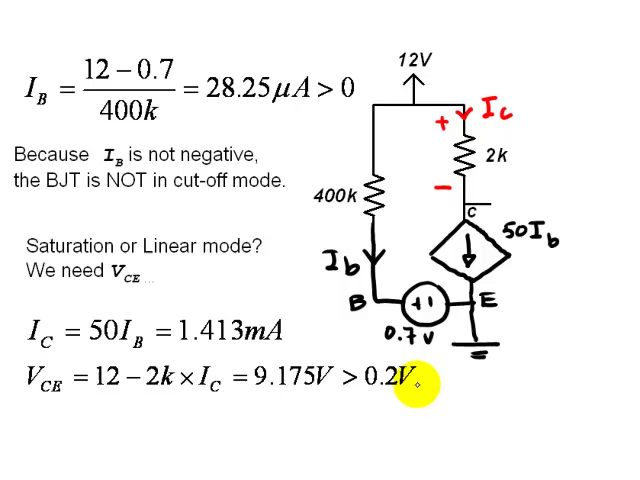 I_B = (12 − 0.7) / 400k = 28.25μA > 0
Because I_B is not negative,
the BJT is NOT in cut-off mode.
Saturation or Linear mode?
We need V_CE ...
I_C = 50I_B = 1.413mA
V_CE = 12 − 2k × I_C = 9.175V > 0.2V
12V
+ I_c
2k
−
400k
C
50I_b
I_b
B
+ ı
E
0.7V